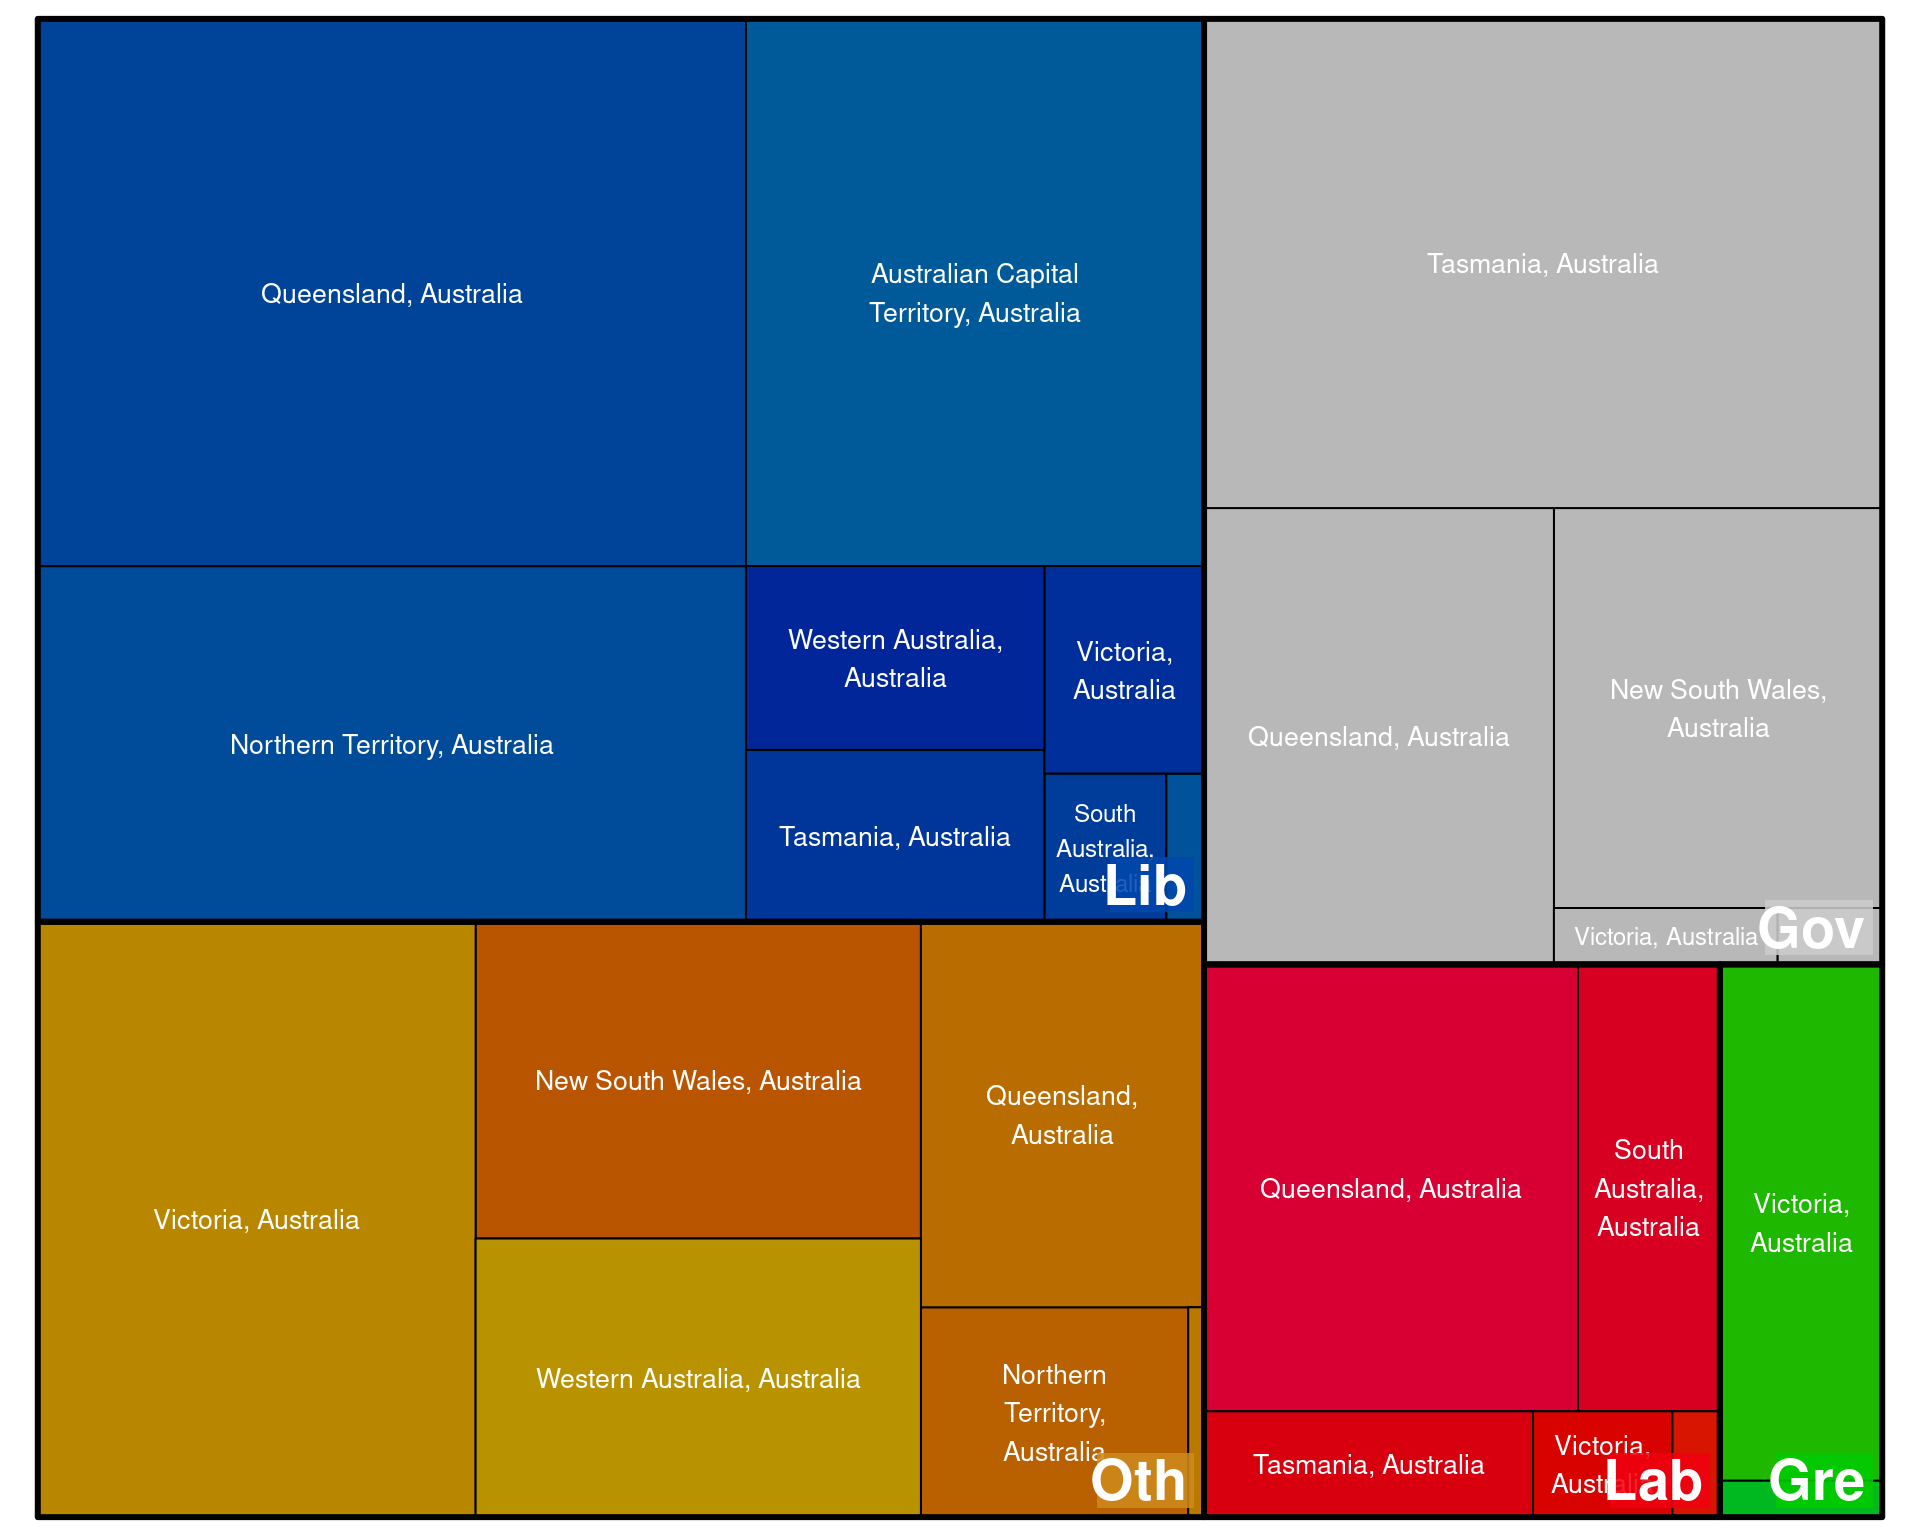 Queensland, Australia
Australian Capital
Territory, Australia
Northern Territory, Australia
Western Australia,
Australia
Victoria,
Australia
Tasmania, Australia
South
Australia,
Australia
Lib
Tasmania, Australia
Queensland, Australia
New South Wales,
Australia
Victoria, Australia
Gov
Victoria, Australia
New South Wales, Australia
Western Australia, Australia
Queensland,
Australia
Northern
Territory,
Australia
Oth
Queensland, Australia
South
Australia,
Australia
Tasmania, Australia
Victoria,
Australia
Lab
Victoria,
Australia
Gre